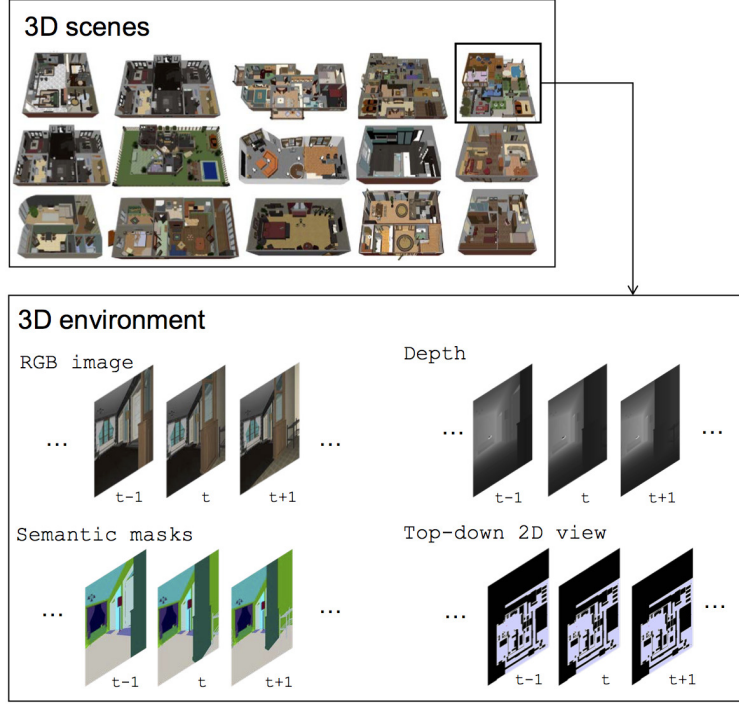 3D scenes
3D environment
RGB image
... t-1 t t+1 ...
Depth
... t-1 t t+1 ...
Semantic masks
... t-1 t t+1 ...
Top-down 2D view
... t-1 t t+1 ...